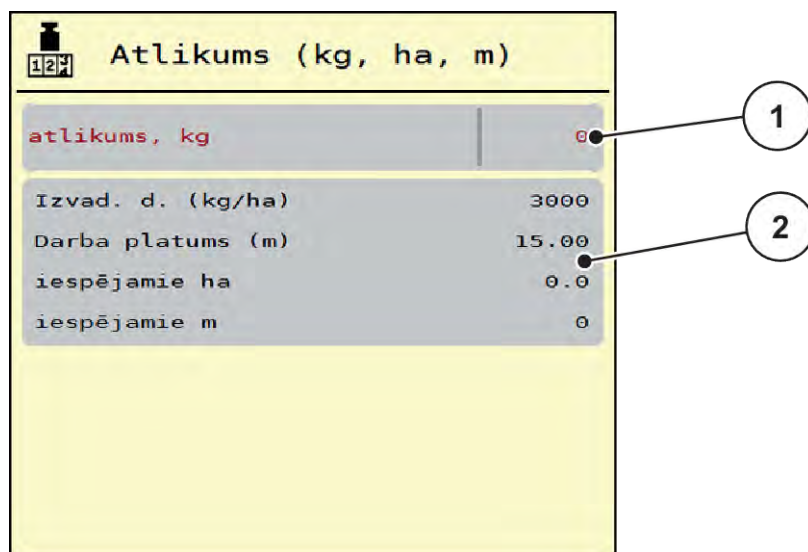 Atlikums (kg, ha, m)
atlikums, kg 0
1
Izvad. d. (kg/ha) 3000
Darba platums (m) 15.00
2
iespējamie ha 0.0
iespējamie m 0